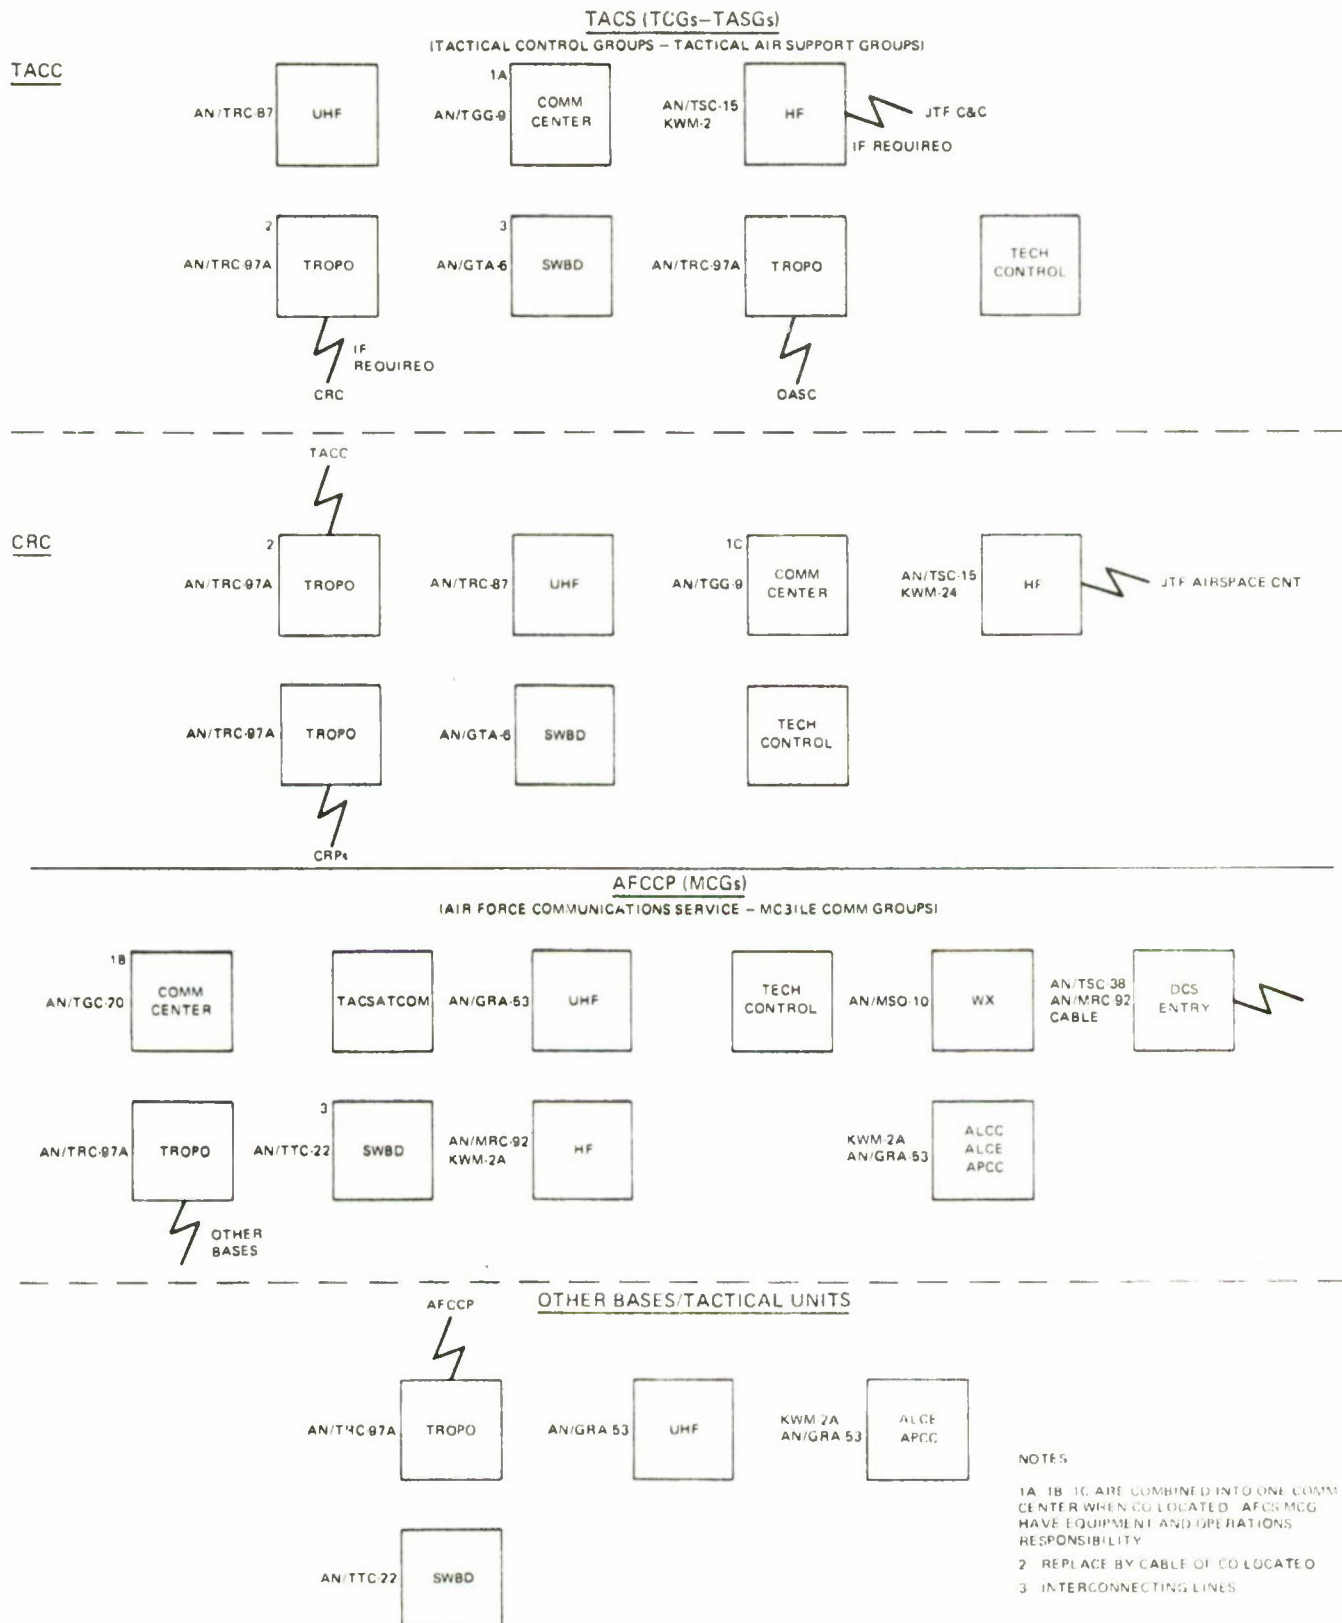 TACS (TCGs-TASGs)
(TACTICAL CONTROL GROUPS – TACTICAL AIR SUPPORT GROUPS)
TACC
AN/TRC-87
UHF
1A
AN/TGG-9
COMM
CENTER
AN/TSC-15
KWM-2
HF
JTF C&C
IF REQUIRED
2
AN/TRC-97A
TROPO
3
AN/GTA-6
SWBD
AN/TRC-97A
TROPO
TECH
CONTROL
IF
REQUIRED
CRC
OASC
TACC
CRC
2
AN/TRC-97A
TROPO
AN/TRC-87
UHF
1C
AN/TGG-9
COMM
CENTER
AN/TSC-15
KWM-24
HF
JTF AIRSPACE CNT
AN/TRC-97A
TROPO
AN/GTA-6
SWBD
TECH
CONTROL
CRPs
AFCCP (MCGs)
(AIR FORCE COMMUNICATIONS SERVICE – MOBILE COMM GROUPS)
1B
AN/TGC-20
COMM
CENTER
TACSATCOM
AN/GRA-53
UHF
TECH
CONTROL
AN/MSQ-10
WX
AN/TSC-38
AN/MRC-92
CABLE
DCS
ENTRY
AN/TRC-97A
TROPO
3
AN/TTC-22
SWBD
AN/MRC-92
KWM-2A
HF
KWM-2A
AN/GRA-53
ALCC
ALCE
APCC
OTHER
BASES
OTHER BASES/TACTICAL UNITS
AFCCP
AN/TRC-97A
TROPO
AN/GRA-53
UHF
KWM-2A
AN/GRA-53
ALCE
APCC
AN/TTC-22
SWBD
NOTES
1A 1B 1C ARE COMBINED INTO ONE COMM
CENTER WHEN CO LOCATED AFCS MCG
HAVE EQUIPMENT AND OPERATIONS
RESPONSIBILITY
2 REPLACE BY CABLE OF CO LOCATED
3 INTERCONNECTING LINES